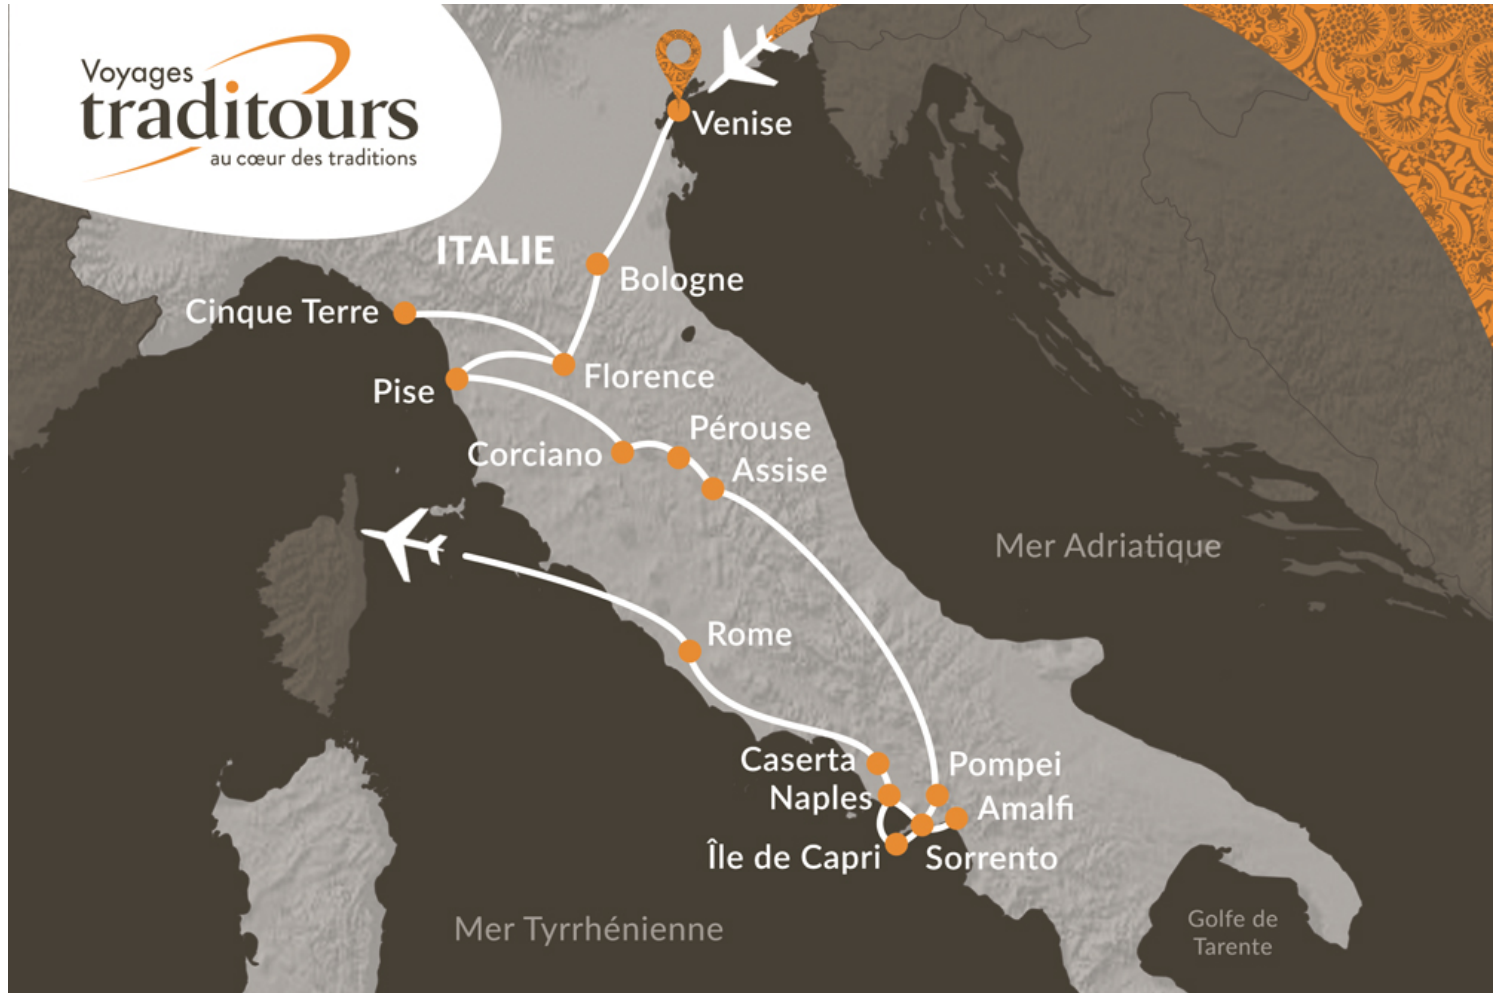 Voyages
traditours
au cœur des traditions
Venise
ITALIE
Bologne
Cinque Terre
Florence
Pise
Pérouse
Corciano
Assise
Mer Adriatique
Rome
Caserta
Pompei
Naples
Amalfi
Île de Capri
Sorrento
Mer Tyrrhénienne
Golfe de
Tarente